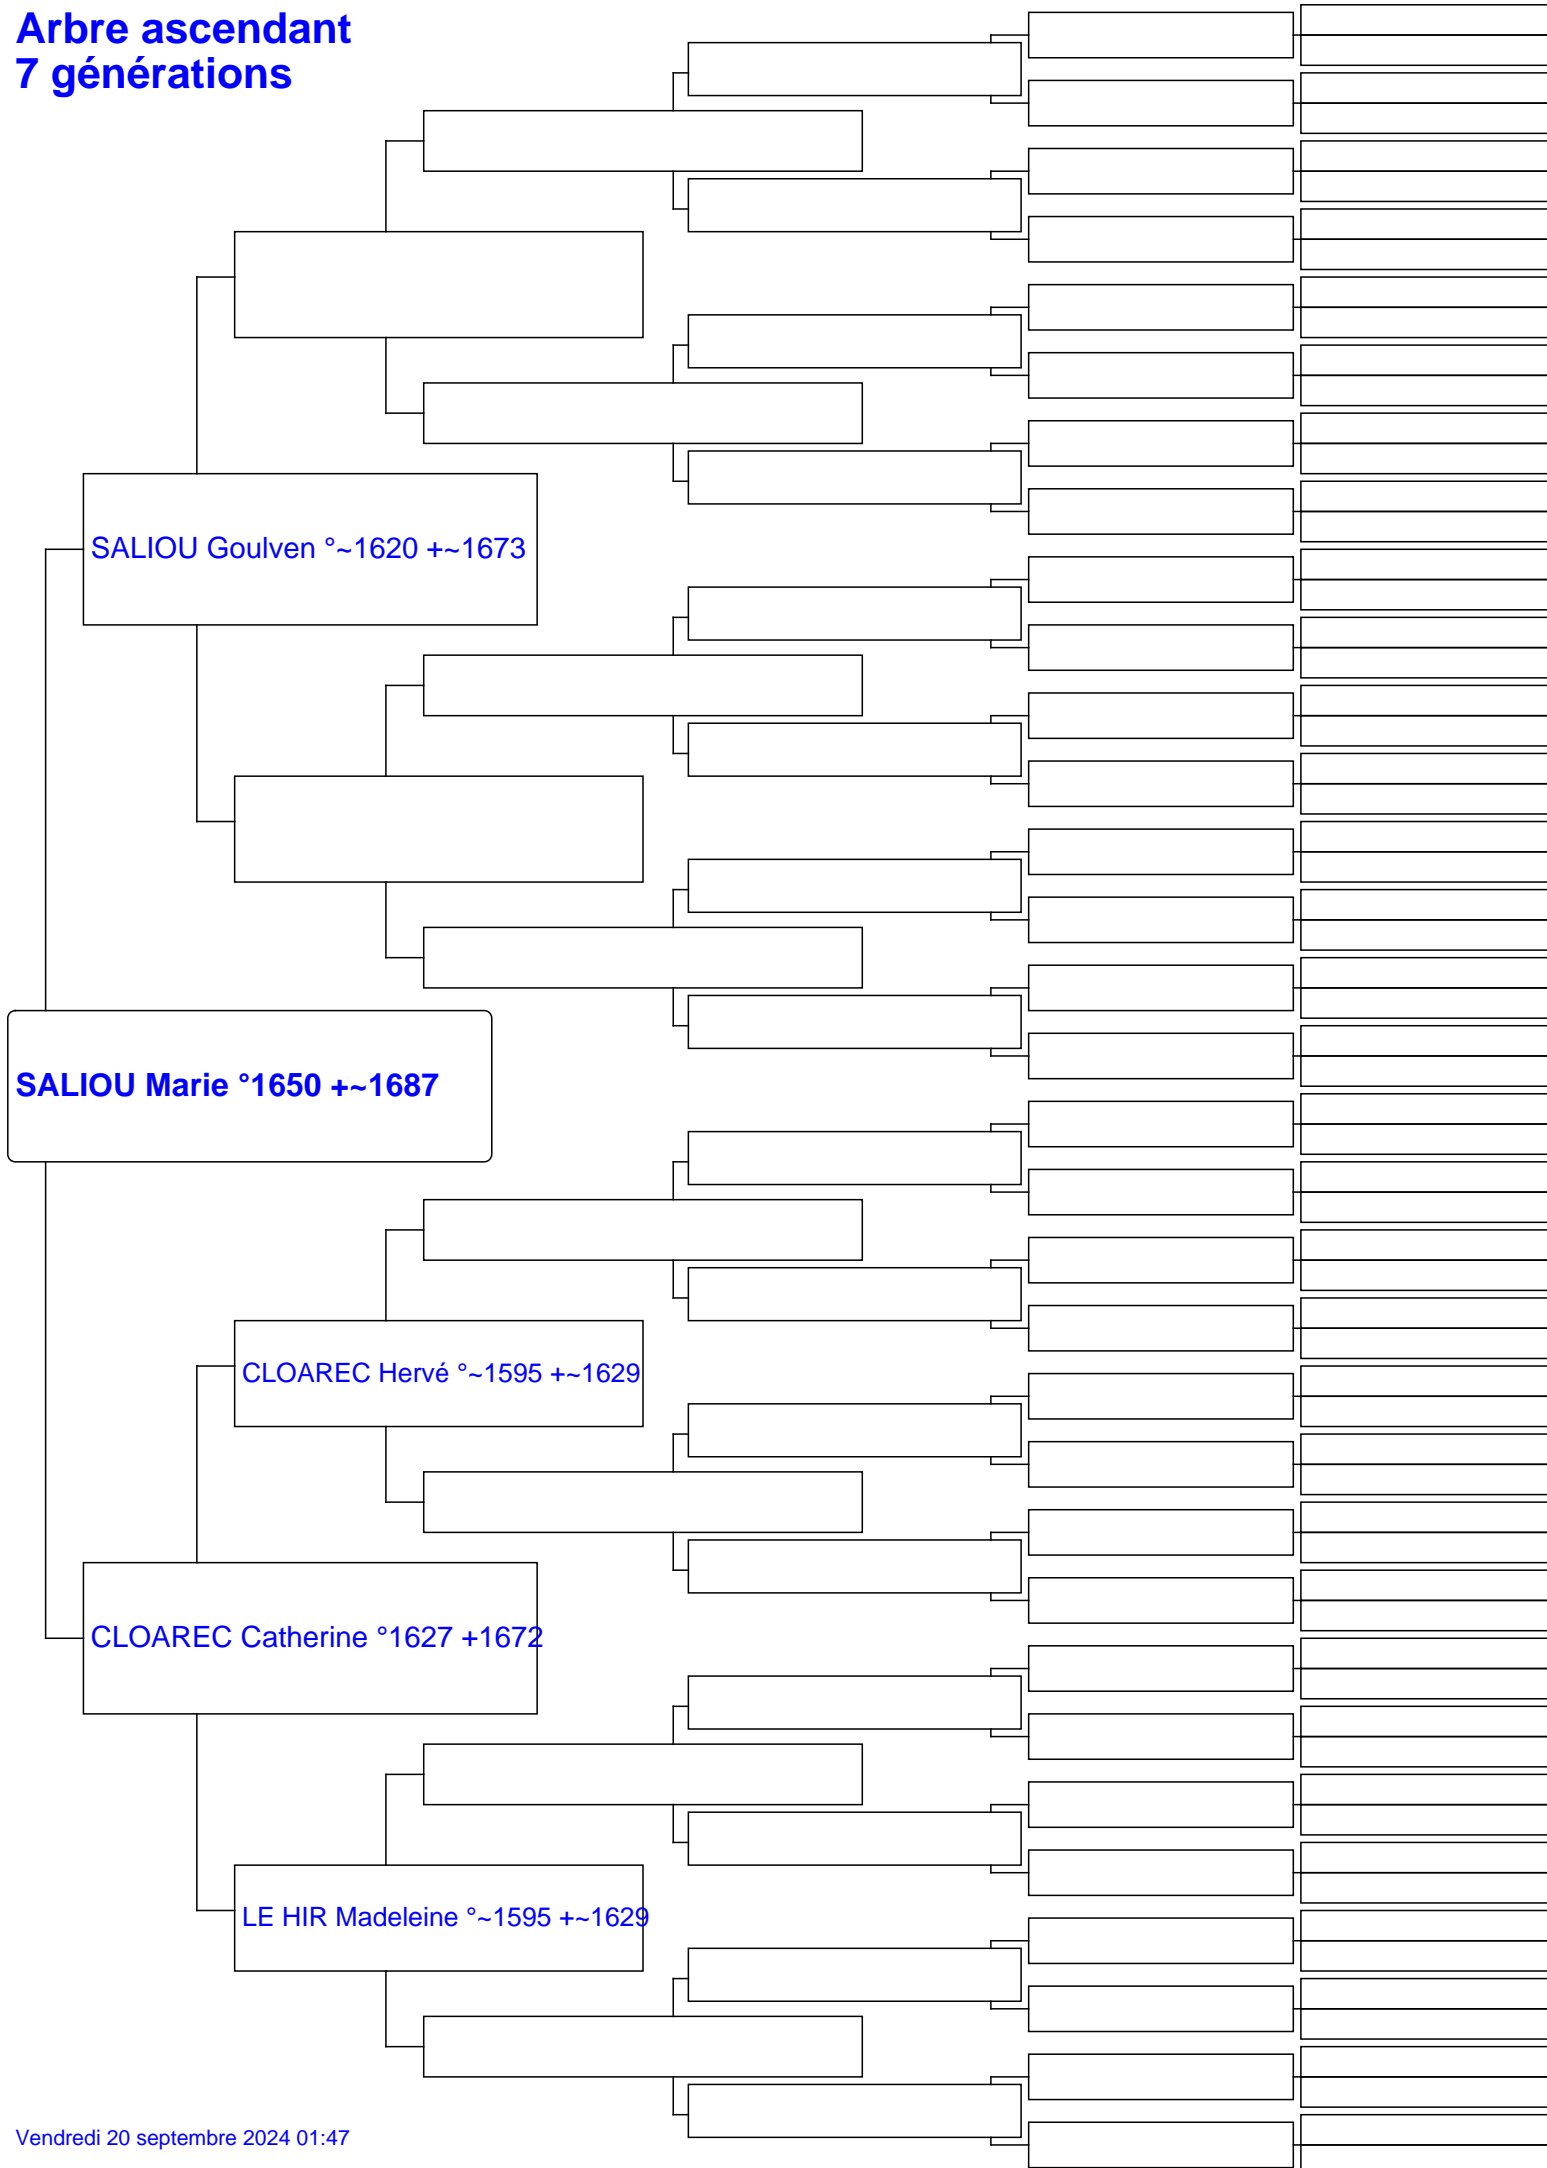 Arbre ascendant
7 générations
SALIOU Goulven °~1620 +~1673
SALIOU Marie °1650 +~1687
CLOAREC Hervé °~1595 +~1629
CLOAREC Catherine °1627 +1672
LE HIR Madeleine °~1595 +~1629
Vendredi 20 septembre 2024 01:47